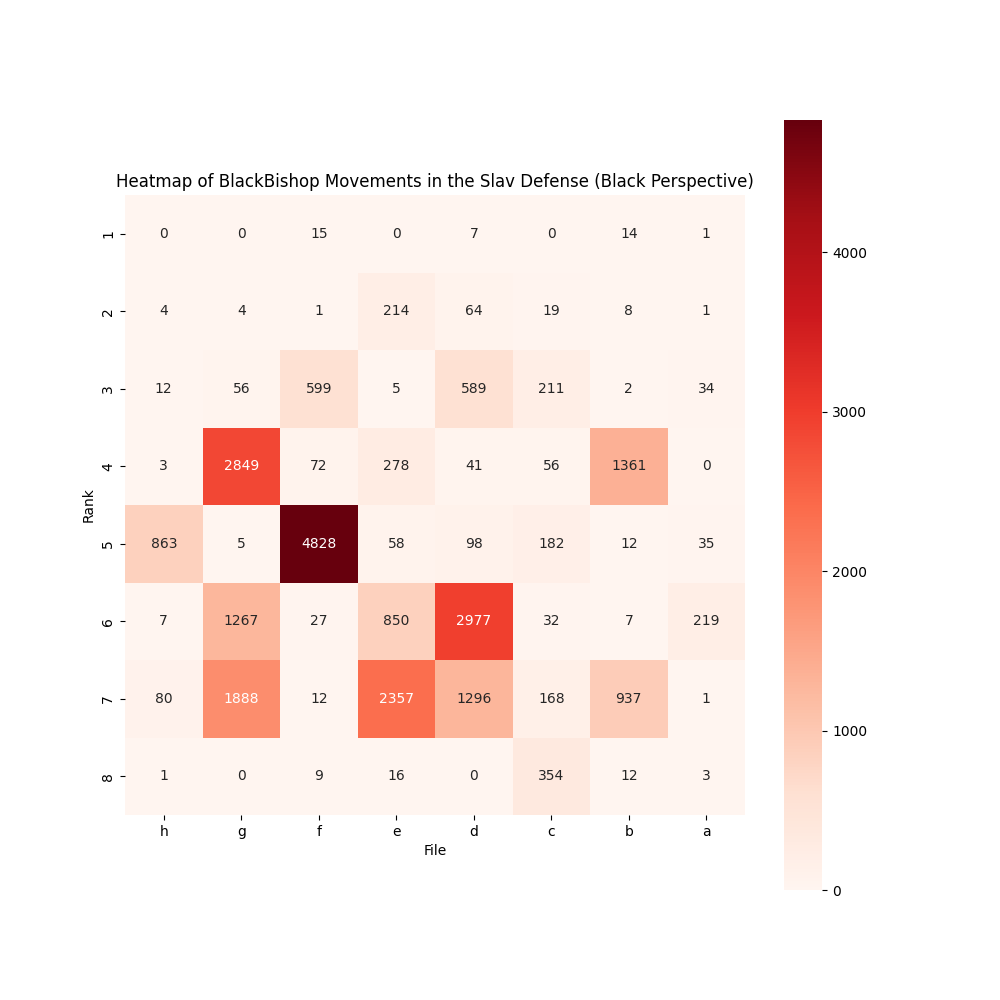 Heatmap of BlackBishop Movements in the Slav Defense (Black Perspective)
1 0 0 15 0 7 0 14 1
2 4 4 1 214 64 19 8 1
3 12 56 599 5 589 211 2 34
4 3 2849 72 278 41 56 1361 0
5 863 5 4828 58 98 182 12 35
6 7 1267 27 850 2977 32 7 219
7 80 1888 12 2357 1296 168 937 1
8 1 0 9 16 0 354 12 3
h g f e d c b a
Rank
File
4000
3000
2000
1000
0